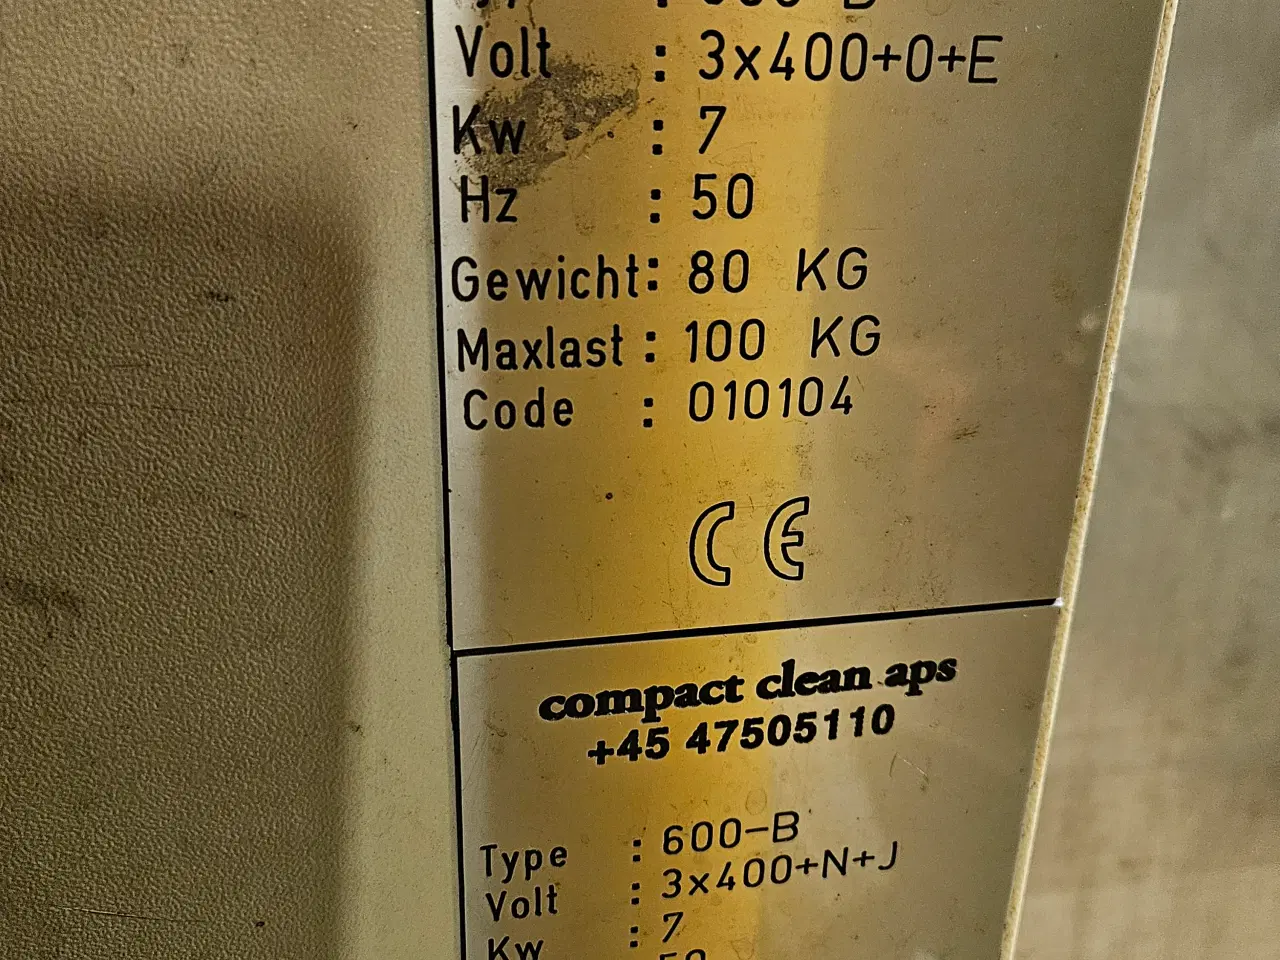 Volt : 3x400+0+E
Kw : 7
Hz : 50
Gewicht: 80 KG
Maxlast : 100 KG
Code : 010104
CE
compact clean aps
+45 47505110
Type : 600-B
Volt : 3x400+N+J
Kw : 7